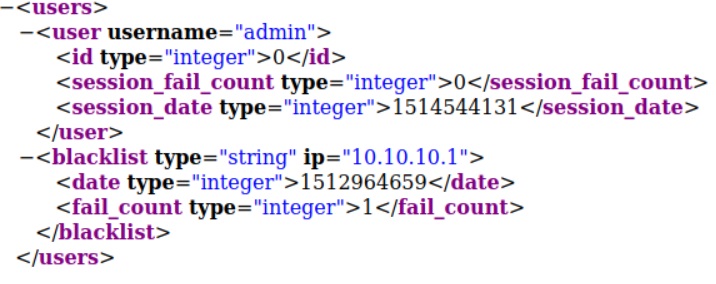 −<users>
−<user username="admin">
<id type="integer">0</id>
<session_fail_count type="integer">0</session_fail_count>
<session_date type="integer">1514544131</session_date>
</user>
−<blacklist type="string" ip="10.10.10.1">
<date type="integer">1512964659</date>
<fail_count type="integer">1</fail_count>
</blacklist>
</users>